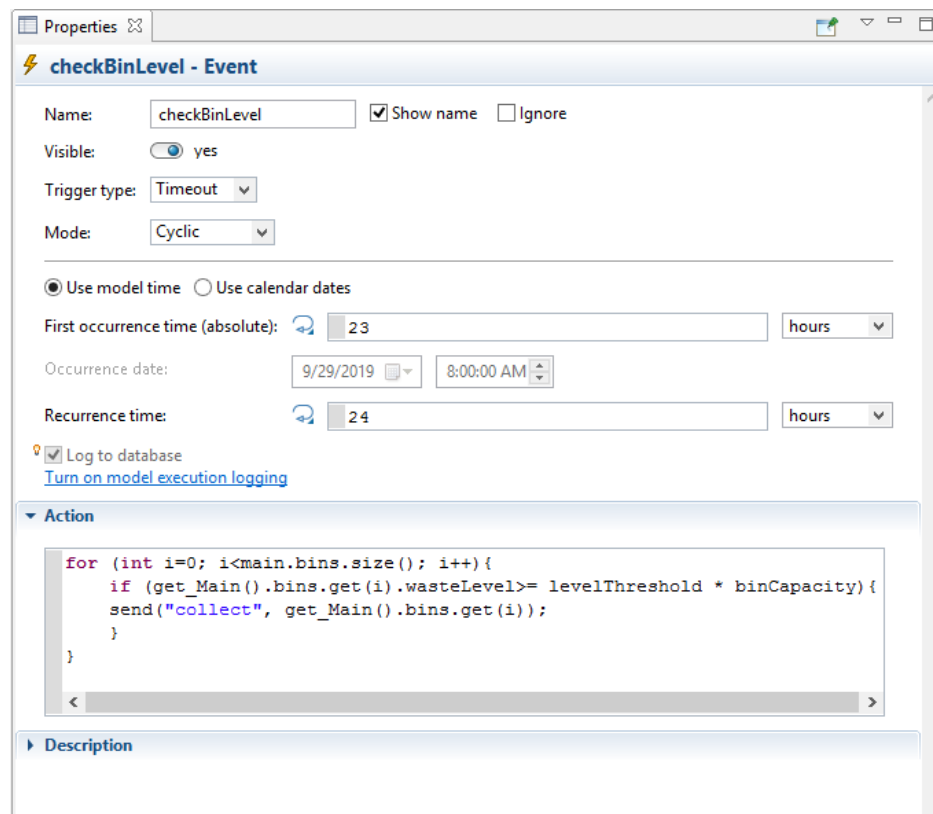 Properties
checkBinLevel - Event
Name: checkBinLevel Show name Ignore
Visible: yes
Trigger type: Timeout
Mode: Cyclic
Use model time Use calendar dates
First occurrence time (absolute): 23 hours
Occurrence date: 9/29/2019 8:00:00 AM
Recurrence time: 24 hours
Log to database
Turn on model execution logging
Action
for (int i=0; i<main.bins.size(); i++){
    if (get_Main().bins.get(i).wasteLevel>= levelThreshold * binCapacity){
    send("collect", get_Main().bins.get(i));
    }
}
Description